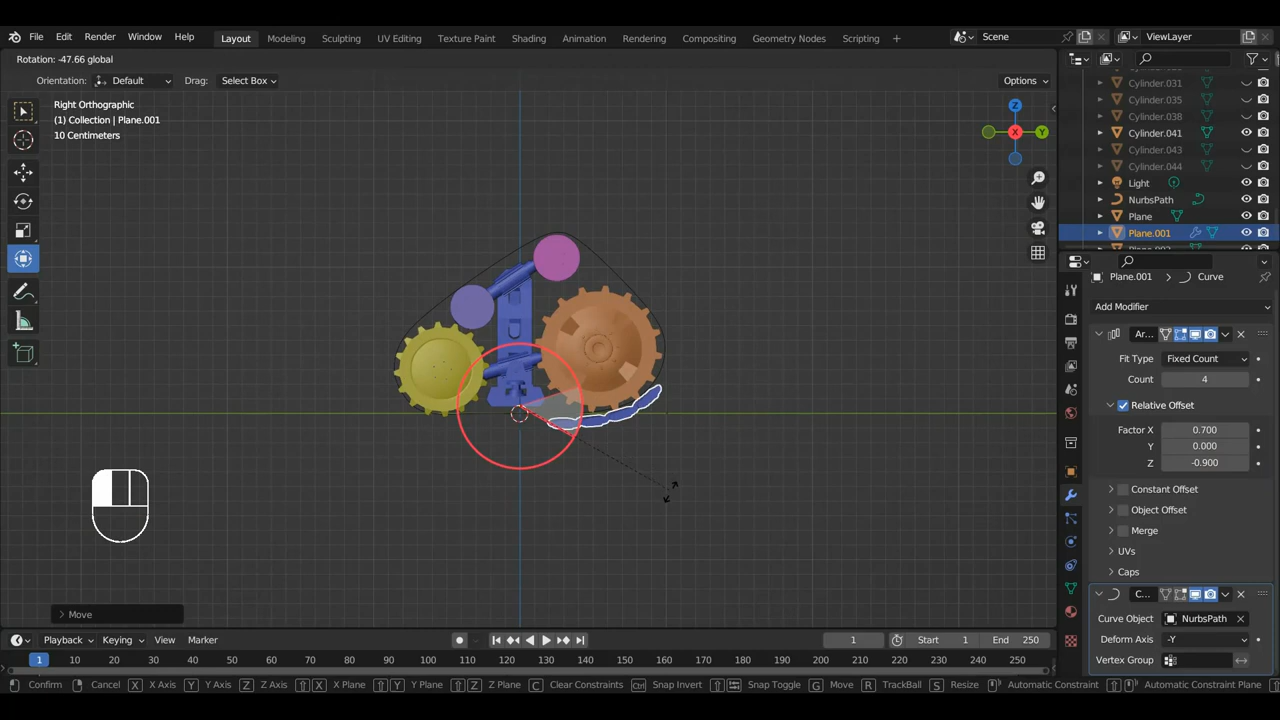 File Edit Render Window Help Layout Modeling Sculpting UV Editing Texture Paint Shading Animation Rendering Compositing Geometry Nodes Scripting + Scene ViewLayer
Rotation: -47.66 global
Orientation: Default Drag: Select Box Options
Right Orthographic
(1) Collection | Plane.001
10 Centimeters
Z
X
Y
Cylinder.031
Cylinder.035
Cylinder.038
Cylinder.041
Cylinder.043
Cylinder.044
Light
NurbsPath
Plane
Plane.001
Plane.001 > Curve
Add Modifier
Ar...
Fit Type Fixed Count
Count 4
Relative Offset
Factor X 0.700
Y 0.000
Z -0.900
Constant Offset
Object Offset
Merge
UVs
Caps
C...
Curve Object NurbsPath
Deform Axis -Y
Vertex Group
> Move
Playback Keying View Marker 1 Start 1 End 250
1 10 20 30 40 50 60 70 80 90 100 110 120 130 140 150 160 170 180 190 200 210 220 230 240 250
Confirm Cancel X X Axis Y Y Axis Z Z Axis X X Plane Y Y Plane Z Z Plane C Clear Constraints Ctrl Snap Invert Snap Toggle G Move R TrackBall S Resize Automatic Constraint Automatic Constraint Plane